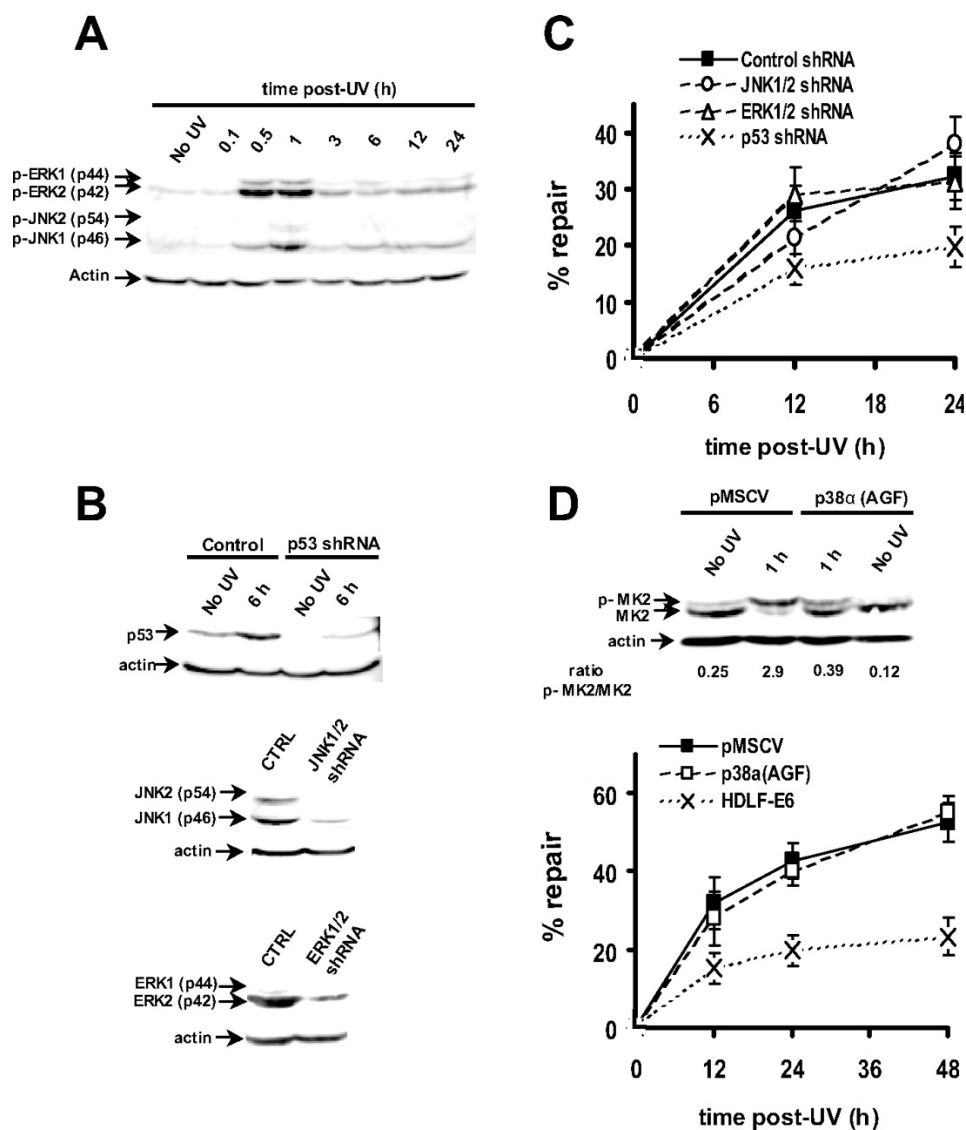 A
time post-UV (h)
No UV 0.1 0.5 1 3 6 12 24
p-ERK1 (p44)
p-ERK2 (p42)
p-JNK2 (p54)
p-JNK1 (p46)
Actin
C
Control shRNA
JNK1/2 shRNA
ERK1/2 shRNA
p53 shRNA
40
30
20
10
0
% repair
0 6 12 18 24
time post-UV (h)
B
Control p53 shRNA
No UV 6 h No UV 6 h
p53
actin
CTRL JNK1/2 shRNA
JNK2 (p54)
JNK1 (p46)
actin
CTRL ERK1/2 shRNA
ERK1 (p44)
ERK2 (p42)
actin
D
pMSCV p38α (AGF)
No UV 1 h 1 h No UV
p- MK2
MK2
actin
ratio
p- MK2/MK2
0.25 2.9 0.39 0.12
pMSCV
p38a(AGF)
HDLF-E6
60
40
20
0
% repair
0 12 24 36 48
time post-UV (h)